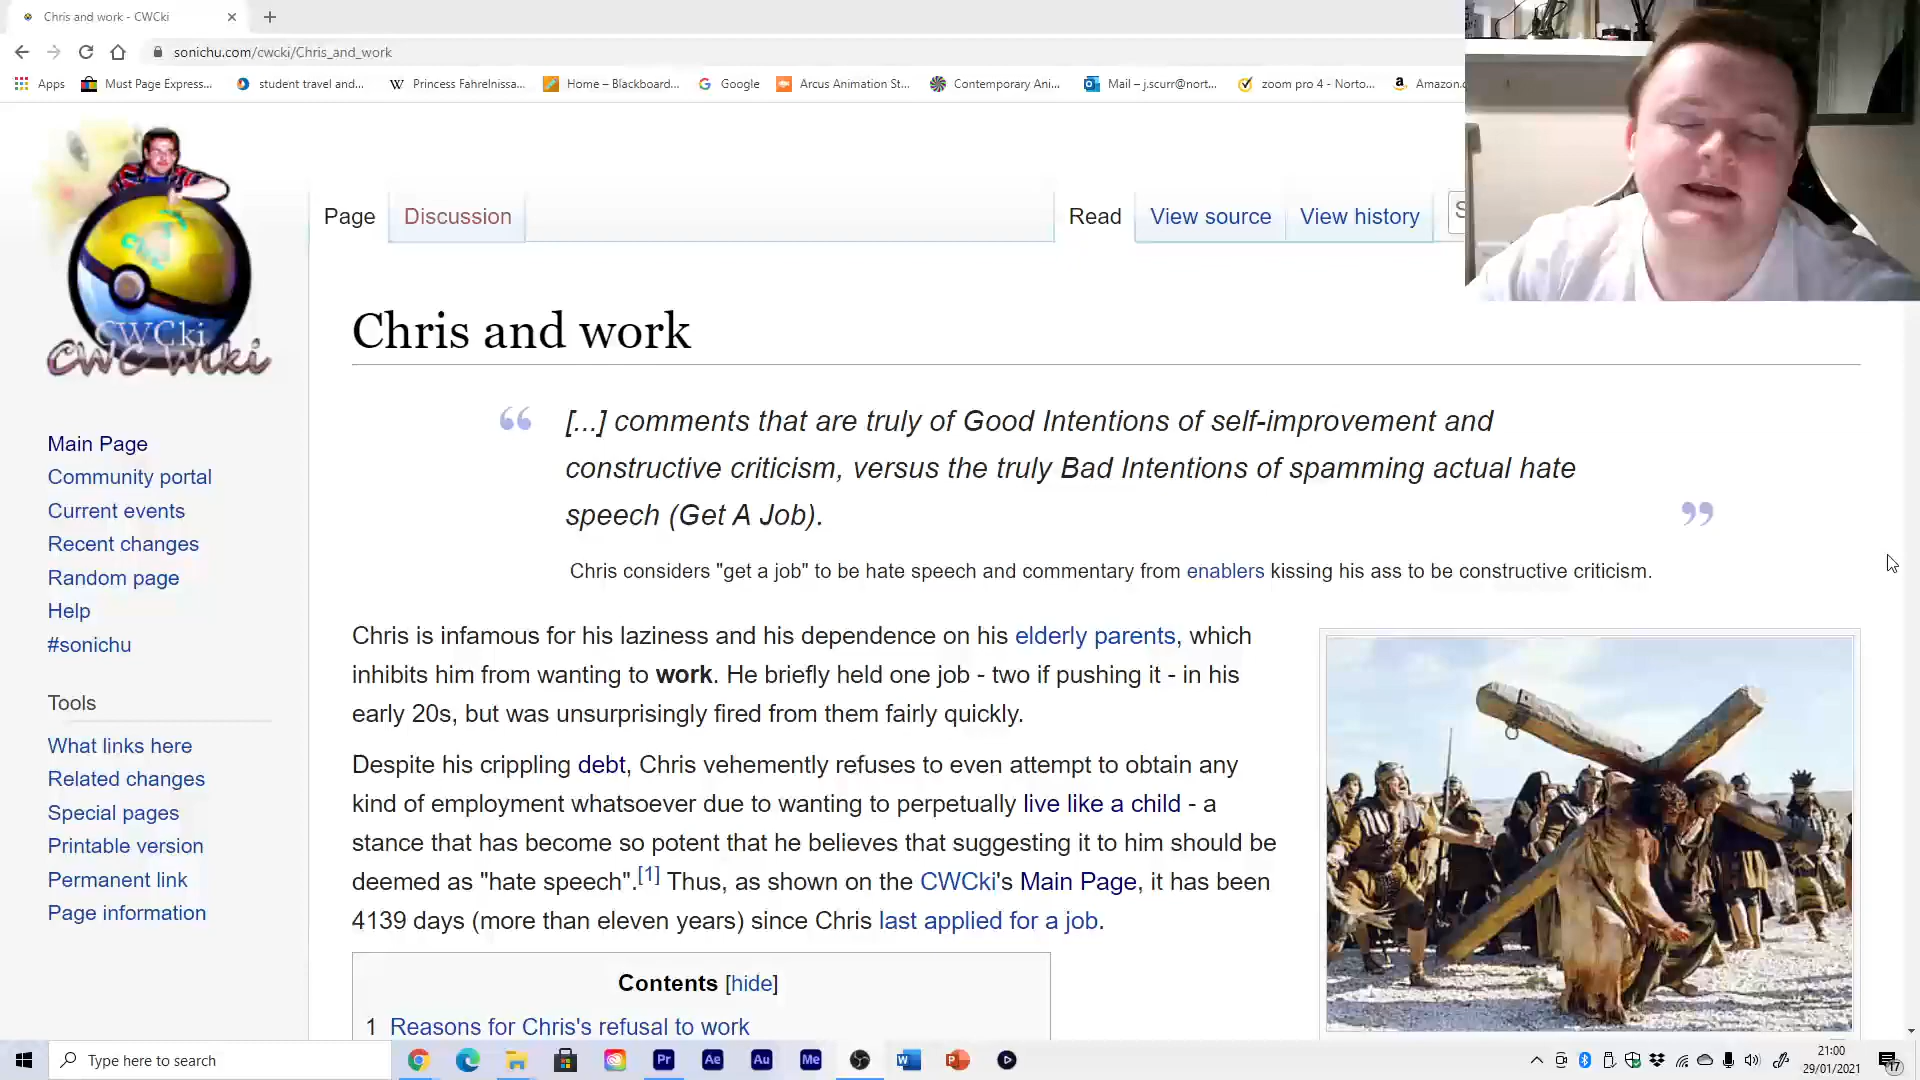 Chris and work - CWCki
sonichu.com/cwcki/Chris_and_work
Apps
Must Page Express...
student travel and...
Princess Fahrelnissa...
Home – Blackboard...
Google
Arcus Animation St...
Contemporary Ani...
Mail – j.scurr@nort...
zoom pro 4 - Norto...
Amazon.c
CWCki
CWC Wiki
Page
Discussion
Read
View source
View history
S
Chris and work
“ [...] comments that are truly of Good Intentions of self-improvement and
constructive criticism, versus the truly Bad Intentions of spamming actual hate
speech (Get A Job). ”
Chris considers "get a job" to be hate speech and commentary from enablers kissing his ass to be constructive criticism.
Main Page
Community portal
Current events
Recent changes
Random page
Help
#sonichu
Tools
What links here
Related changes
Special pages
Printable version
Permanent link
Page information
Chris is infamous for his laziness and his dependence on his elderly parents, which
inhibits him from wanting to work. He briefly held one job - two if pushing it - in his
early 20s, but was unsurprisingly fired from them fairly quickly.
Despite his crippling debt, Chris vehemently refuses to even attempt to obtain any
kind of employment whatsoever due to wanting to perpetually live like a child - a
stance that has become so potent that he believes that suggesting it to him should be
deemed as "hate speech".[1] Thus, as shown on the CWCki's Main Page, it has been
4139 days (more than eleven years) since Chris last applied for a job.
Contents [hide]
1 Reasons for Chris's refusal to work
Type here to search
Pr
Ae
Au
Me
21:00
29/01/2021
17